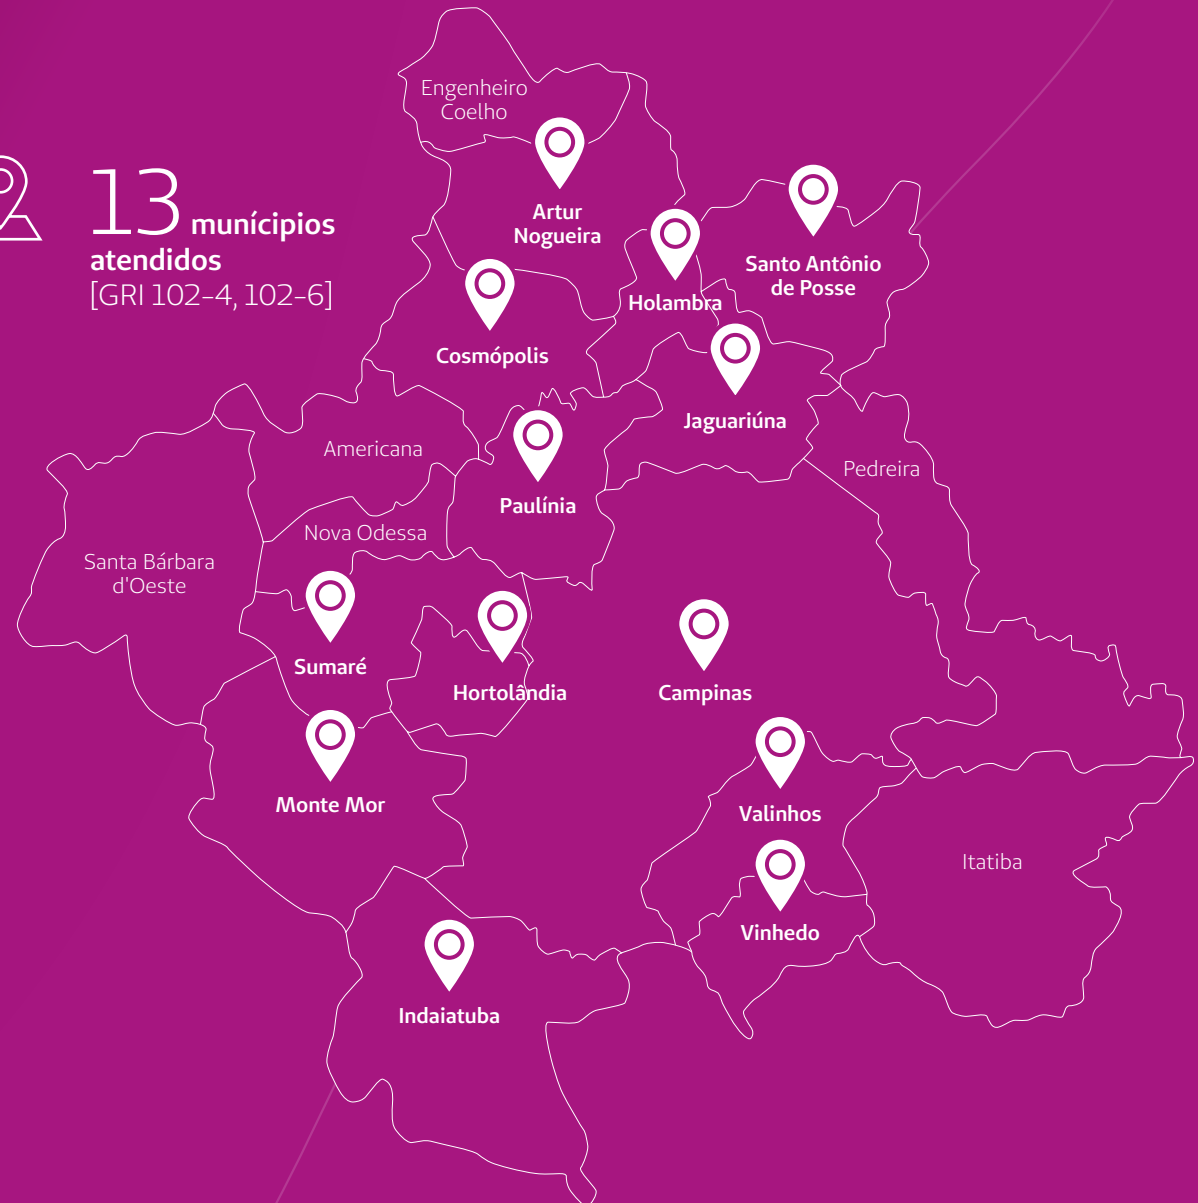 13 munícipios
atendidos
[GRI 102-4, 102-6]
Engenheiro
Coelho
Artur
Nogueira
Santo Antônio
de Posse
Holambra
Cosmópolis
Jaguariúna
Americana
Pedreira
Paulínia
Nova Odessa
Santa Bárbara
d'Oeste
Sumaré
Hortolândia
Campinas
Monte Mor
Valinhos
Itatiba
Vinhedo
Indaiatuba